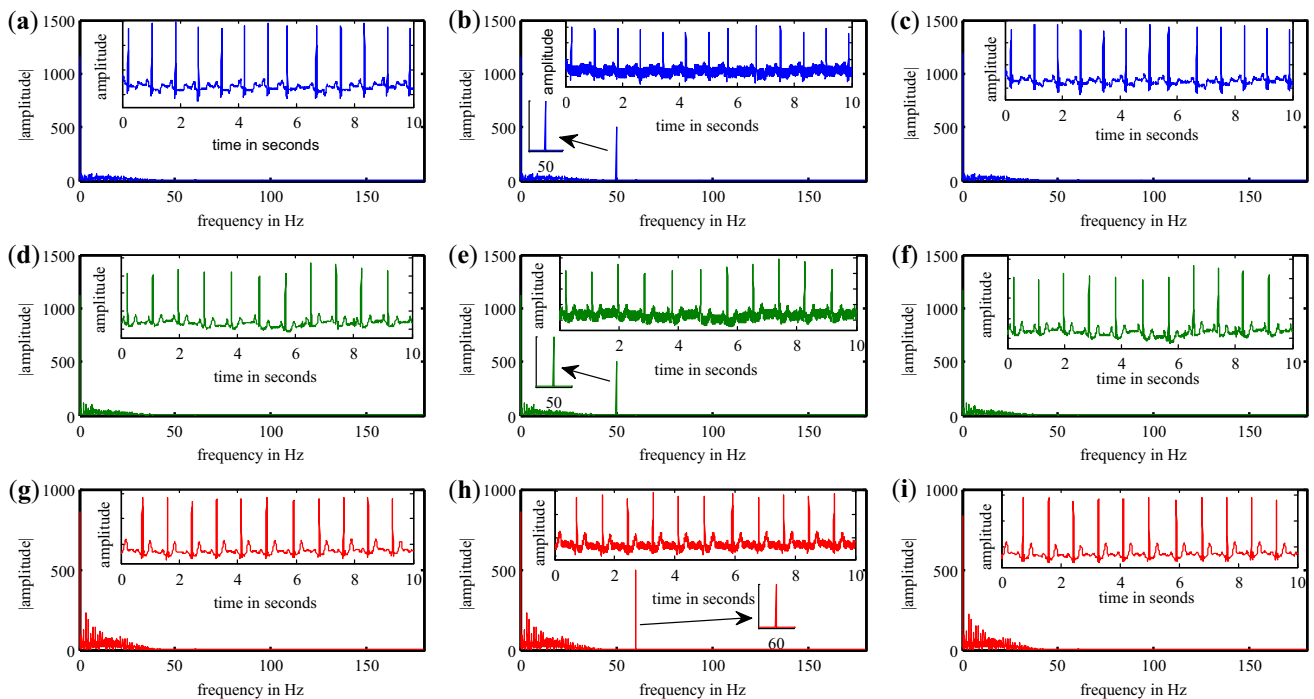 (a) 1500 1000 500 0 |amplitude| amplitude
0 2 4 6 8 10
time in seconds
0 50 100 150
frequency in Hz
(b) 1500 1000 500 0 |amplitude| amplitude
0 2 4 6 8 10
time in seconds
50
0 50 100 150
frequency in Hz
(c) 1500 1000 500 0 |amplitude| amplitude
0 2 4 6 8 10
time in seconds
0 50 100 150
frequency in Hz
(d) 1500 1000 500 0 |amplitude| amplitude
0 2 4 6 8 10
time in seconds
0 50 100 150
frequency in Hz
(e) 1500 1000 500 0 |amplitude| amplitude
2 4 6 8 10
time in seconds
50
0 50 100 150
frequency in Hz
(f) 1500 1000 500 0 |amplitude| amplitude
0 2 4 6 8 10
time in seconds
0 50 100 150
frequency in Hz
(g) 1000 500 0 |amplitude| amplitude
0 2 4 6 8 10
time in seconds
0 50 100 150
frequency in Hz
(h) 1000 500 0 |amplitude| amplitude
0 2 4 6 8 10
time in seconds
60
0 50 100 150
frequency in Hz
(i) 1000 500 0 |amplitude| amplitude
0 2 4 6 8 10
time in seconds
0 50 100 150
frequency in Hz